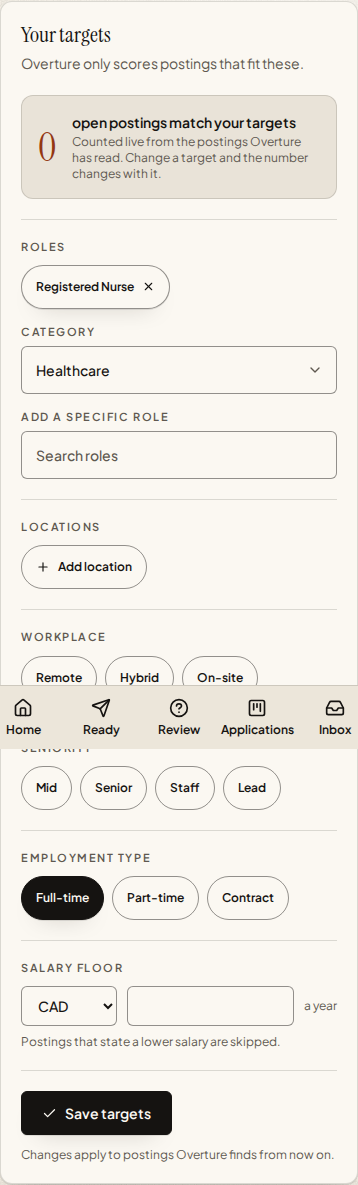 Your targets
Overture only scores postings that fit these.
0
open postings match your targets
Counted live from the postings Overture
has read. Change a target and the number
changes with it.
ROLES
Registered Nurse ×
CATEGORY
Healthcare
ADD A SPECIFIC ROLE
Search roles
LOCATIONS
+ Add location
WORKPLACE
Remote Hybrid On-site
Home Ready Review Applications Inbox
SENIORITY
Mid Senior Staff Lead
EMPLOYMENT TYPE
Full-time Part-time Contract
SALARY FLOOR
CAD a year
Postings that state a lower salary are skipped.
Save targets
Changes apply to postings Overture finds from now on.